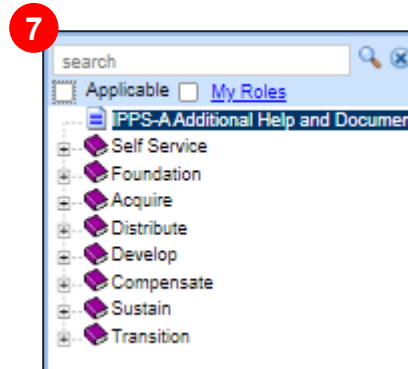 7
search
Applicable My Roles
IPPS-A Additional Help and Documen
Self Service
Foundation
Acquire
Distribute
Develop
Compensate
Sustain
Transition